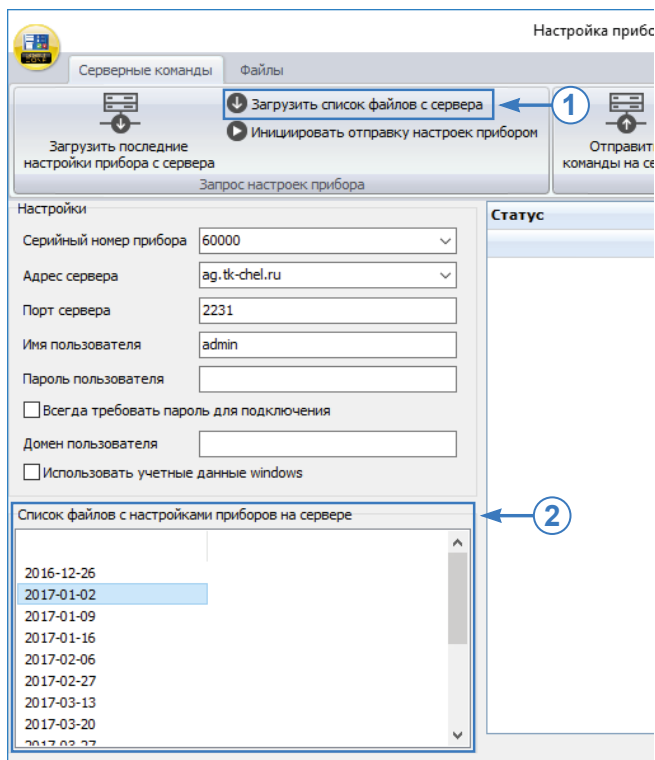 Настройка прибо
Серверные команды
Файлы
Загрузить список файлов с сервера
1
Инициировать отправку настроек прибором
Загрузить последние
настройки прибора с сервера
Отправить
команды на се
Запрос настроек прибора
Настройки
Статус
Серийный номер прибора 60000
Адрес сервера ag.tk-chel.ru
Порт сервера 2231
Имя пользователя admin
Пароль пользователя
Всегда требовать пароль для подключения
Домен пользователя
Использовать учетные данные windows
2
Список файлов с настройками приборов на сервере
2016-12-26
2017-01-02
2017-01-09
2017-01-16
2017-02-06
2017-02-27
2017-03-13
2017-03-20
2017-03-27